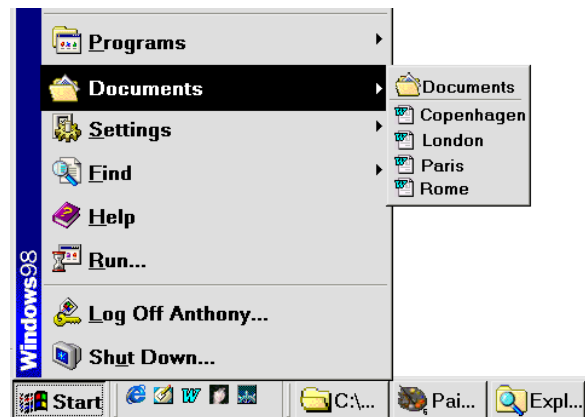 Programs
Documents
Settings
Find
Help
Run...
Log Off Anthony...
Shut Down...
Windows98
Documents
Copenhagen
London
Paris
Rome
Start
C:\...
Pai...
Expl...